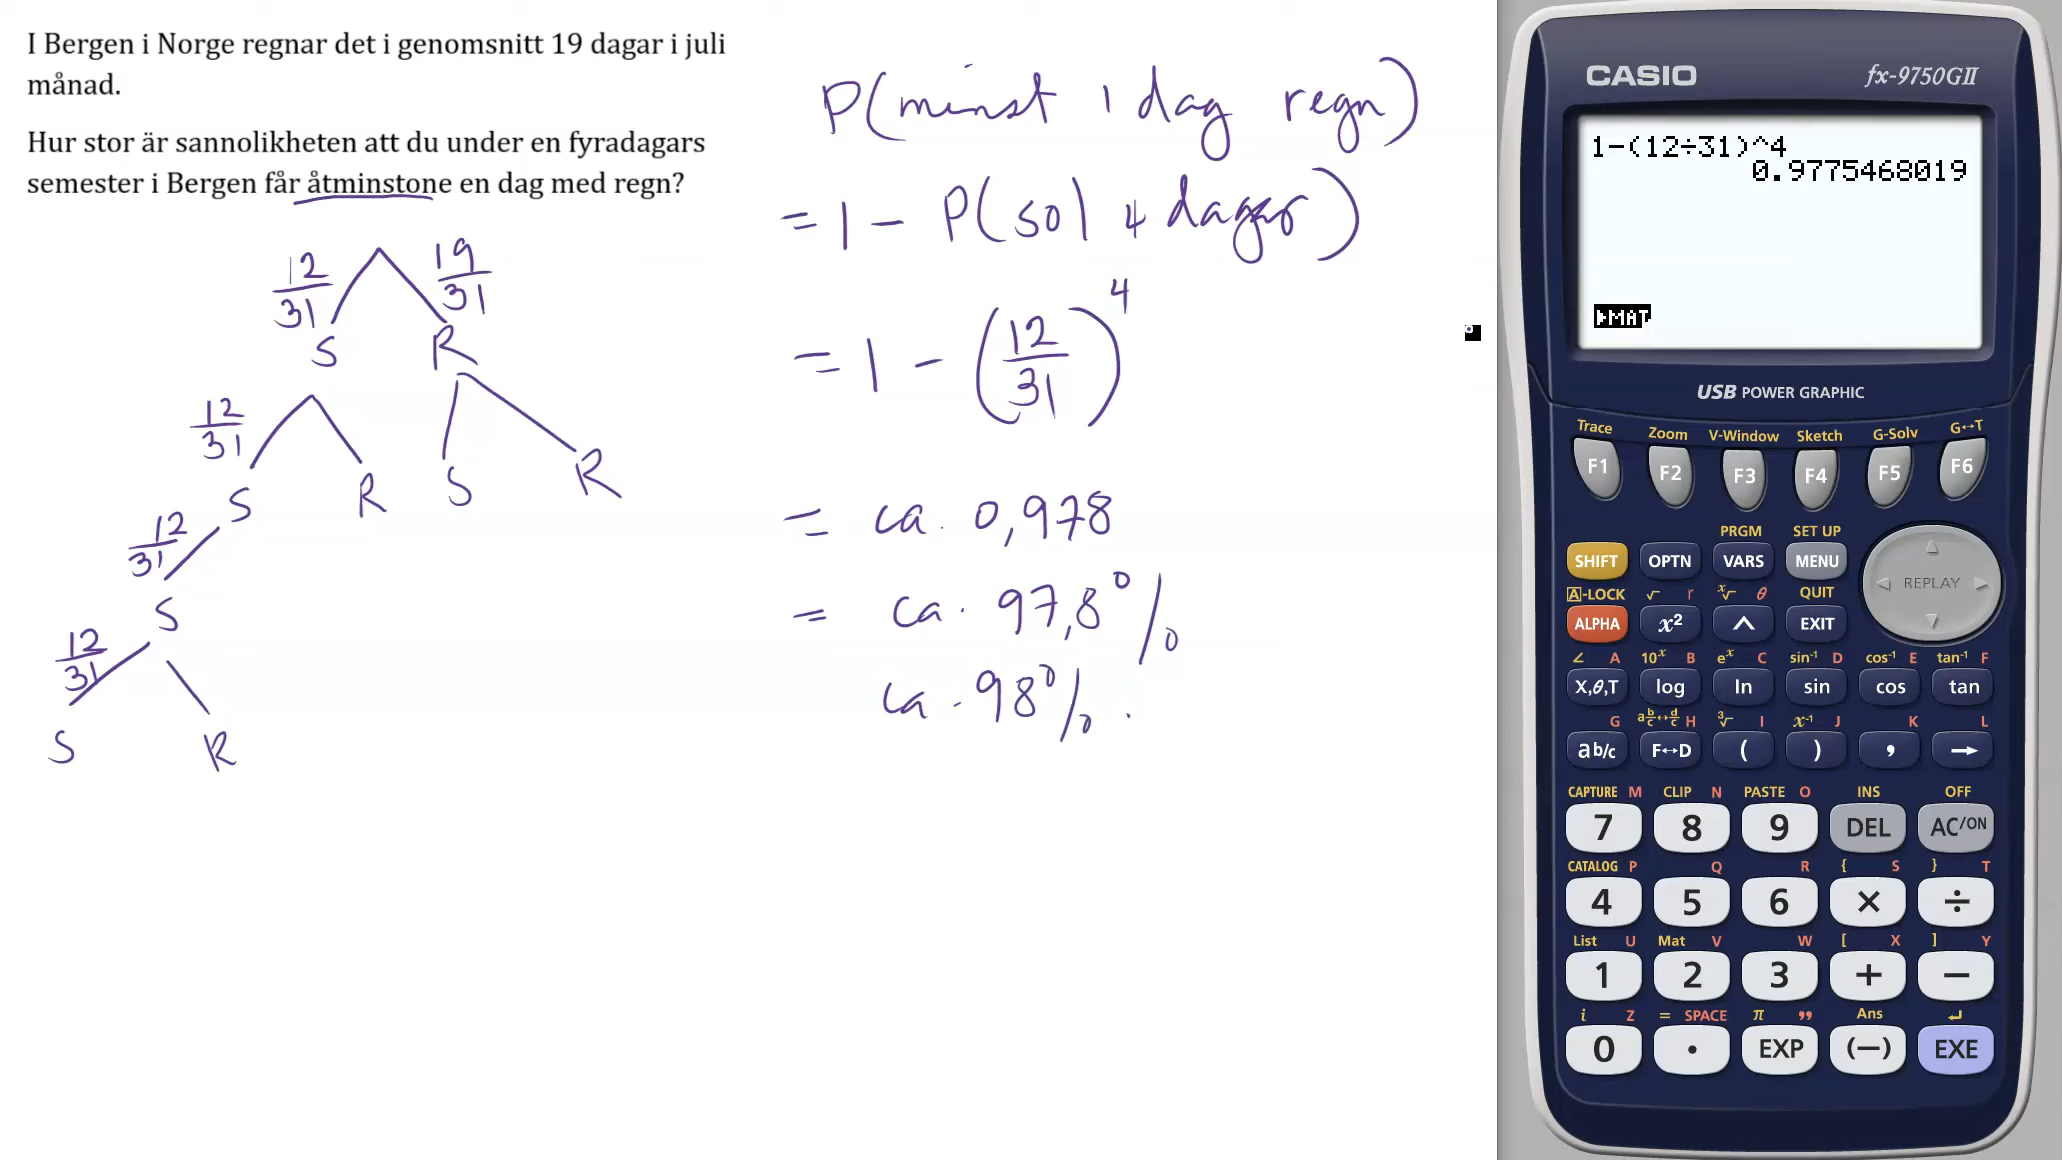 I Bergen i Norge regnar det i genomsnitt 19 dagar i juli
månad.
Hur stor är sannolikheten att du under en fyradagars
semester i Bergen får åtminstone en dag med regn?
12/31 19/31
S R
12/31
S R S R
12/31
S
12/31
S R
P(minst 1 dag regn)
= 1 - P(sol 4 dagar)
= 1 - (12/31)^4
= ca. 0,978
= ca. 97,8%
ca. 98%.
CASIO fx-9750GII
1-(12÷31)^4
0.9775468019
▶MAT
USB POWER GRAPHIC
Trace Zoom V-Window Sketch G-Solv G↔T
F1 F2 F3 F4 F5 F6
PRGM SET UP
SHIFT OPTN VARS MENU REPLAY
A-LOCK √ r ˣ√ θ QUIT
ALPHA x² ^ EXIT
∠ A 10ˣ B eˣ C sin⁻¹ D cos⁻¹ E tan⁻¹ F
X,θ,T log ln sin cos tan
G a b/c↔d/c H ³√ I x⁻¹ J K L
a b/c F↔D ( ) , →
CAPTURE M CLIP N PASTE O INS OFF
7 8 9 DEL AC/ON
CATALOG P Q R { S } T
4 5 6 × ÷
List U Mat V W [ X ] Y
1 2 3 + −
i Z = SPACE π " Ans ↵
0 . EXP (−) EXE